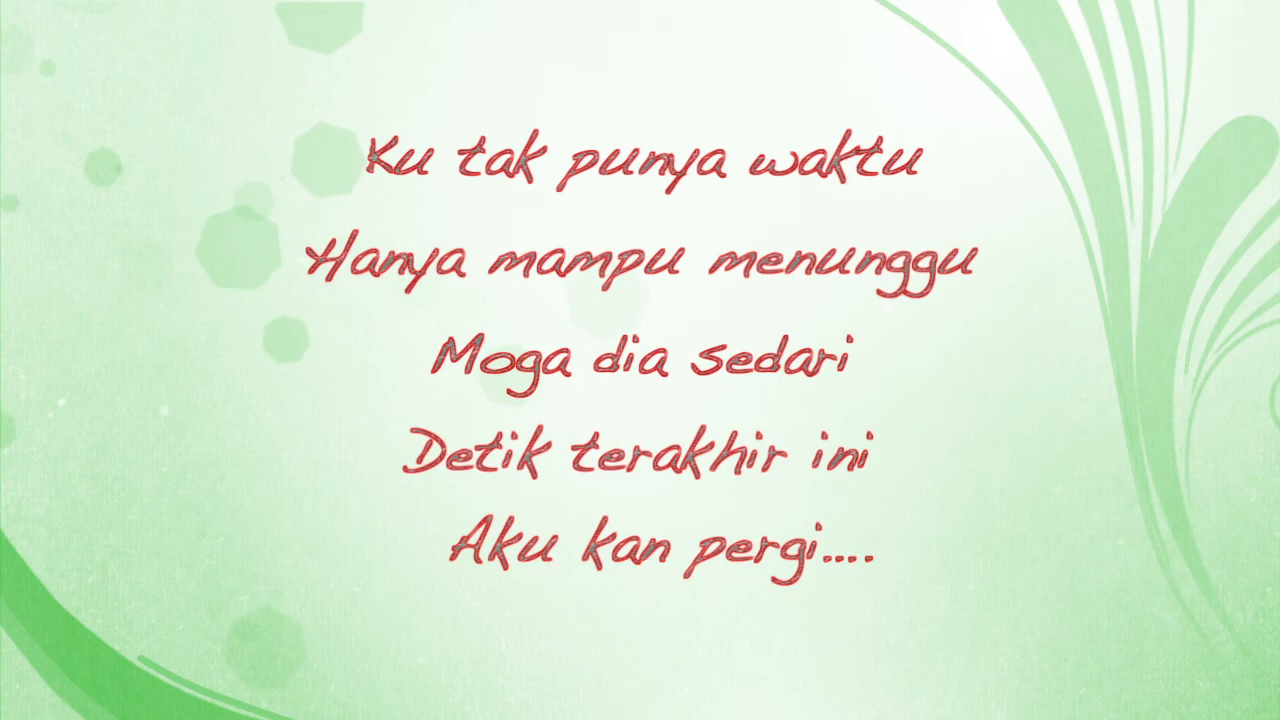 Ku tak punya waktu
Hanya mampu menunggu
Moga dia sedari
Detik terakhir ini
Aku kan pergi....